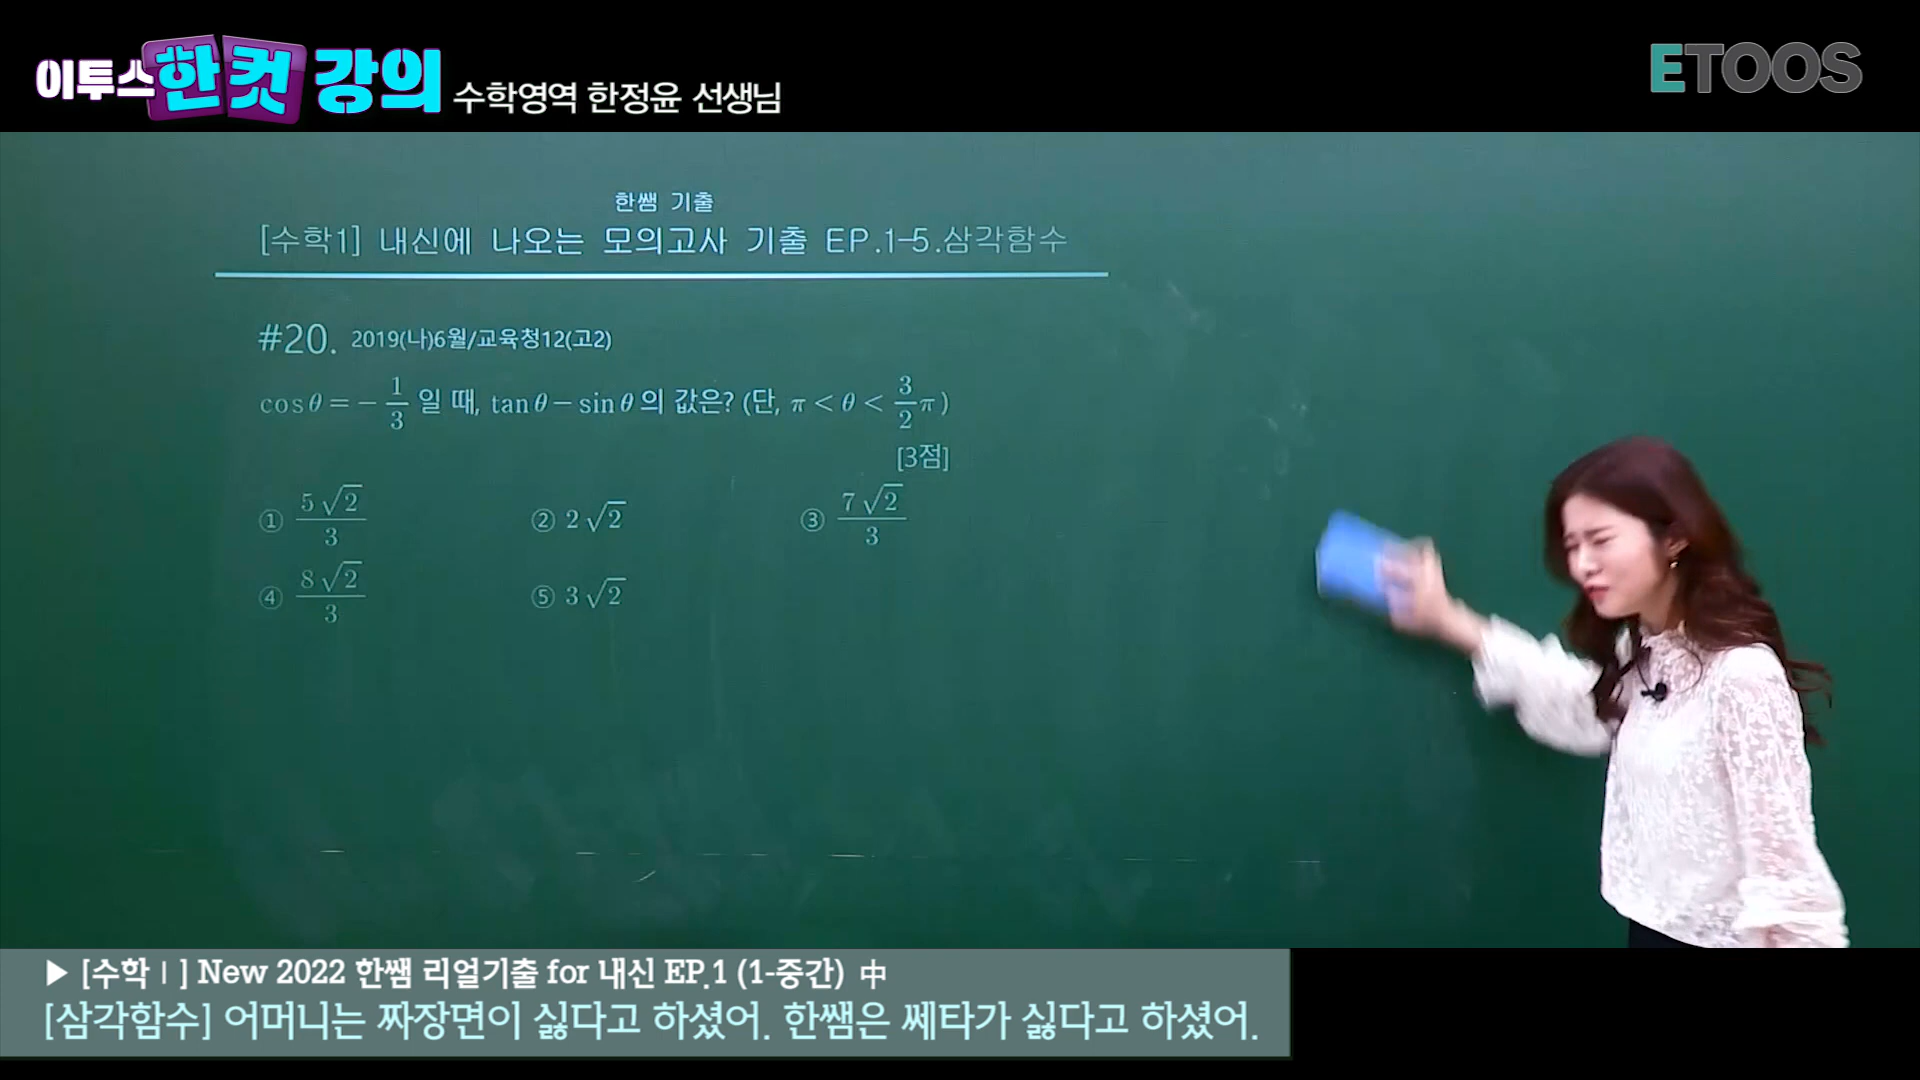 이투스 한컷 강의 수학영역 한정윤 선생님
ETOOS
한쌤 기출
[수학1] 내신에 나오는 모의고사 기출 EP.1-5.삼각함수
#20. 2019(나)6월/교육청12(고2)
cosθ = -1/3 일 때, tanθ - sinθ의 값은? (단, π < θ < 3/2π)
[3점]
① 5√2/3 ② 2√2 ③ 7√2/3
④ 8√2/3 ⑤ 3√2
▶ [수학Ⅰ] New 2022 한쌤 리얼기출 for 내신 EP.1 (1-중간) 中
[삼각함수] 어머니는 짜장면이 싫다고 하셨어. 한쌤은 쎄타가 싫다고 하셨어.